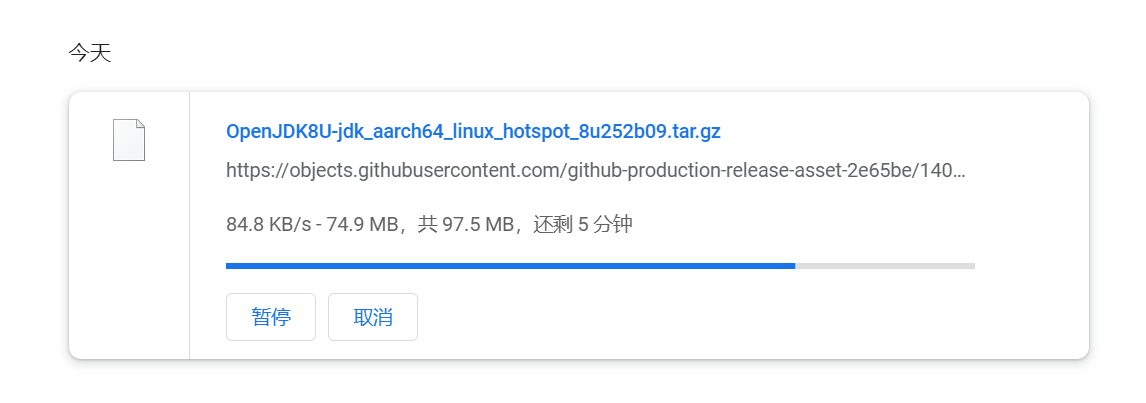 今天
OpenJDK8U-jdk_aarch64_linux_hotspot_8u252b09.tar.gz
https://objects.githubusercontent.com/github-production-release-asset-2e65be/140…
84.8 KB/s - 74.9 MB，共 97.5 MB，还剩 5 分钟
暂停 取消